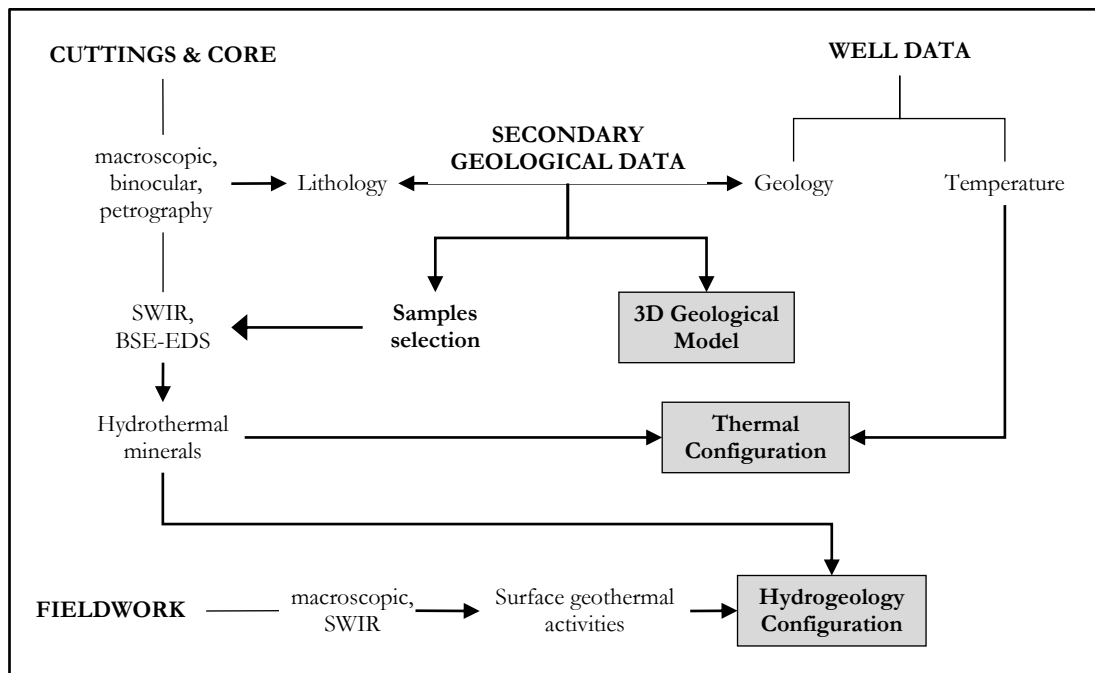 CUTTINGS & CORE
WELL DATA
SECONDARY
GEOLOGICAL DATA
macroscopic,
binocular,
petrography
Lithology
Geology
Temperature
SWIR,
BSE-EDS
Samples
selection
3D Geological
Model
Hydrothermal
minerals
Thermal
Configuration
FIELDWORK
macroscopic,
SWIR
Surface geothermal
activities
Hydrogeology
Configuration